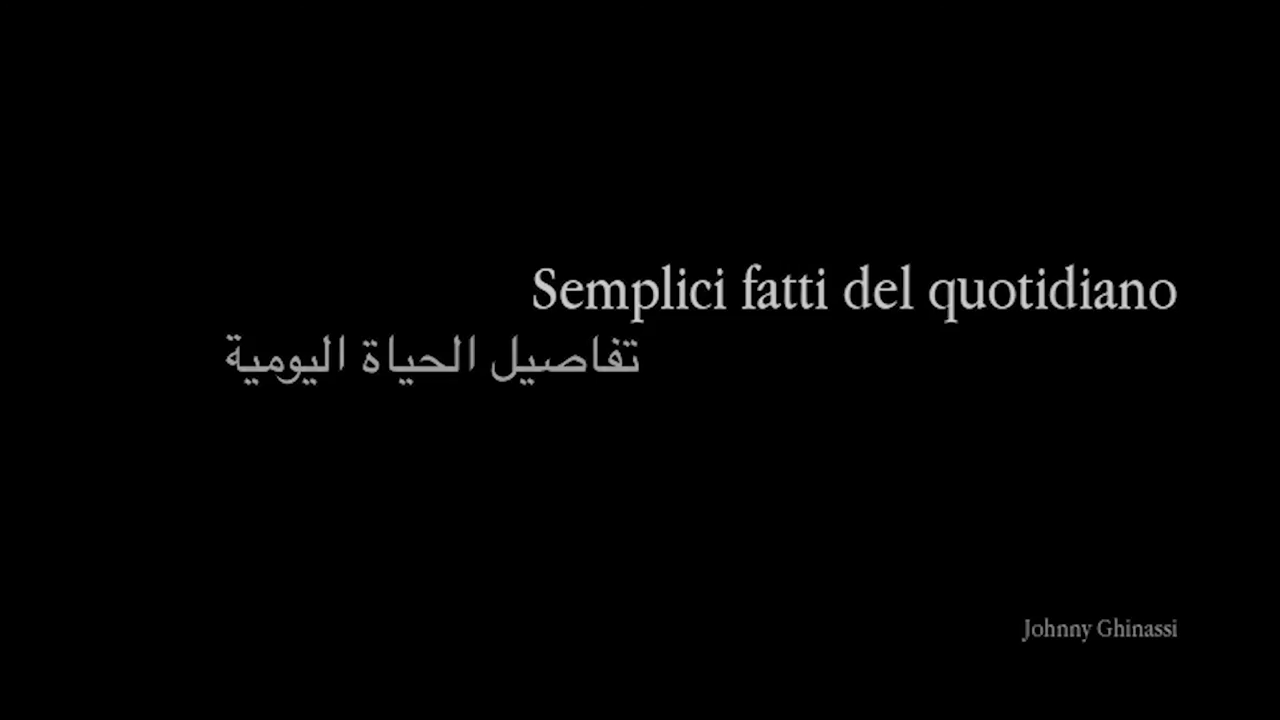 Semplici fatti del quotidiano
تفاصيل الحياة اليومية
Johnny Ghinassi